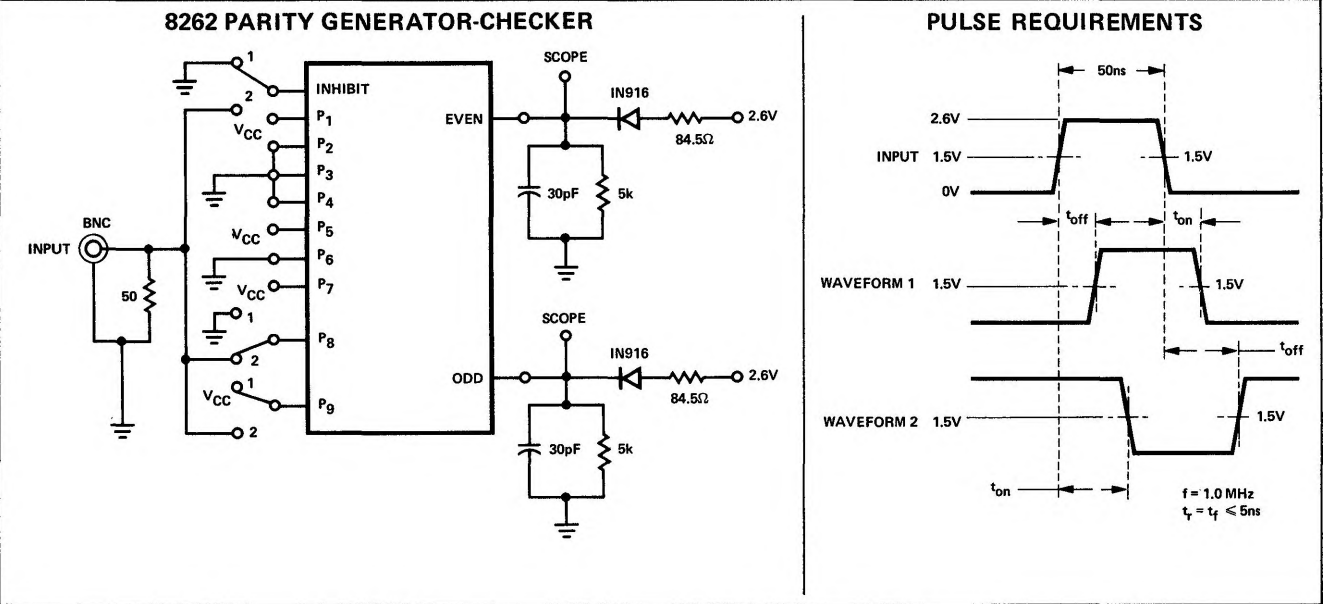 8262 PARITY GENERATOR-CHECKER
1
2
INHIBIT
P1
VCC
P2
P3
P4
VCC
P5
P6
VCC
P7
1
P8
2
VCC
1
P9
2
INPUT
BNC
50
EVEN
SCOPE
IN916
84.5Ω
2.6V
30pF
5k
ODD
SCOPE
IN916
84.5Ω
2.6V
30pF
5k
PULSE REQUIREMENTS
50ns
2.6V
INPUT 1.5V
1.5V
0V
toff
ton
WAVEFORM 1 1.5V
1.5V
toff
WAVEFORM 2 1.5V
1.5V
ton
f = 1.0 MHz
tr = tf ⩽ 5ns